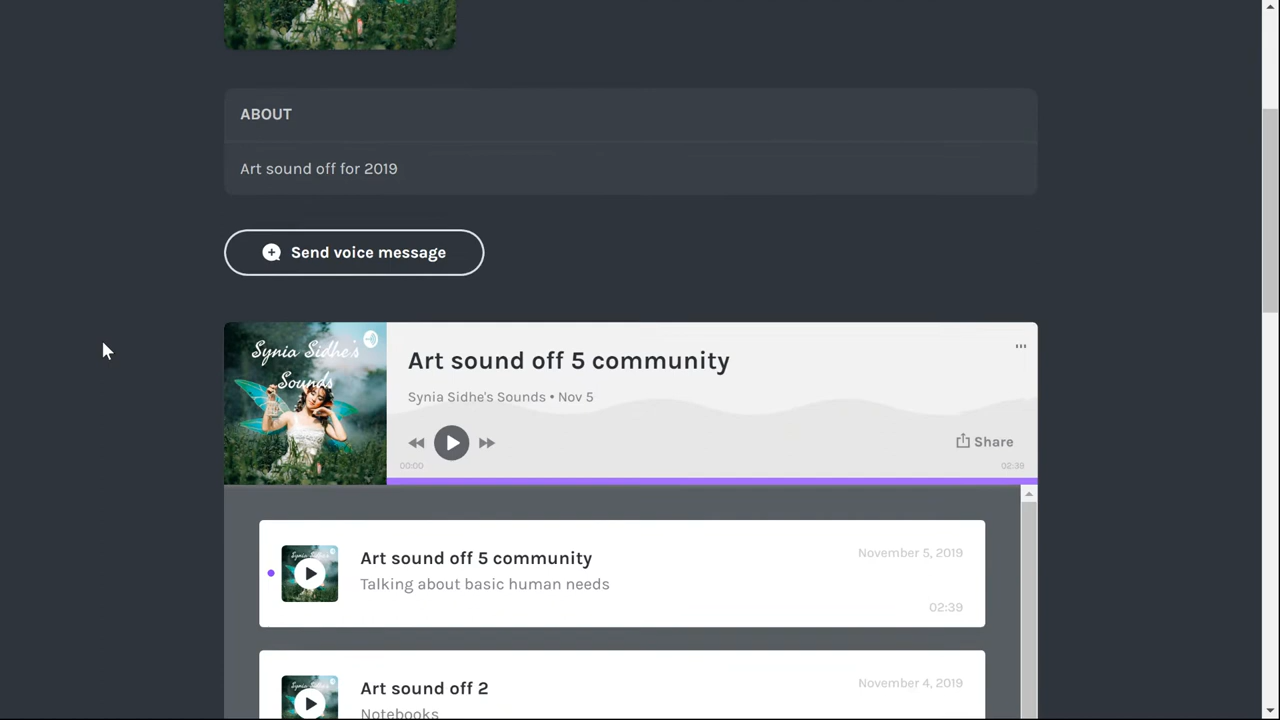 ABOUT
Art sound off for 2019
Send voice message
Synia Sidhe's
Sounds
Art sound off 5 community
Synia Sidhe's Sounds • Nov 5
Share
00:00
02:39
Art sound off 5 community
November 5, 2019
Talking about basic human needs
02:39
Art sound off 2
November 4, 2019
Notebooks